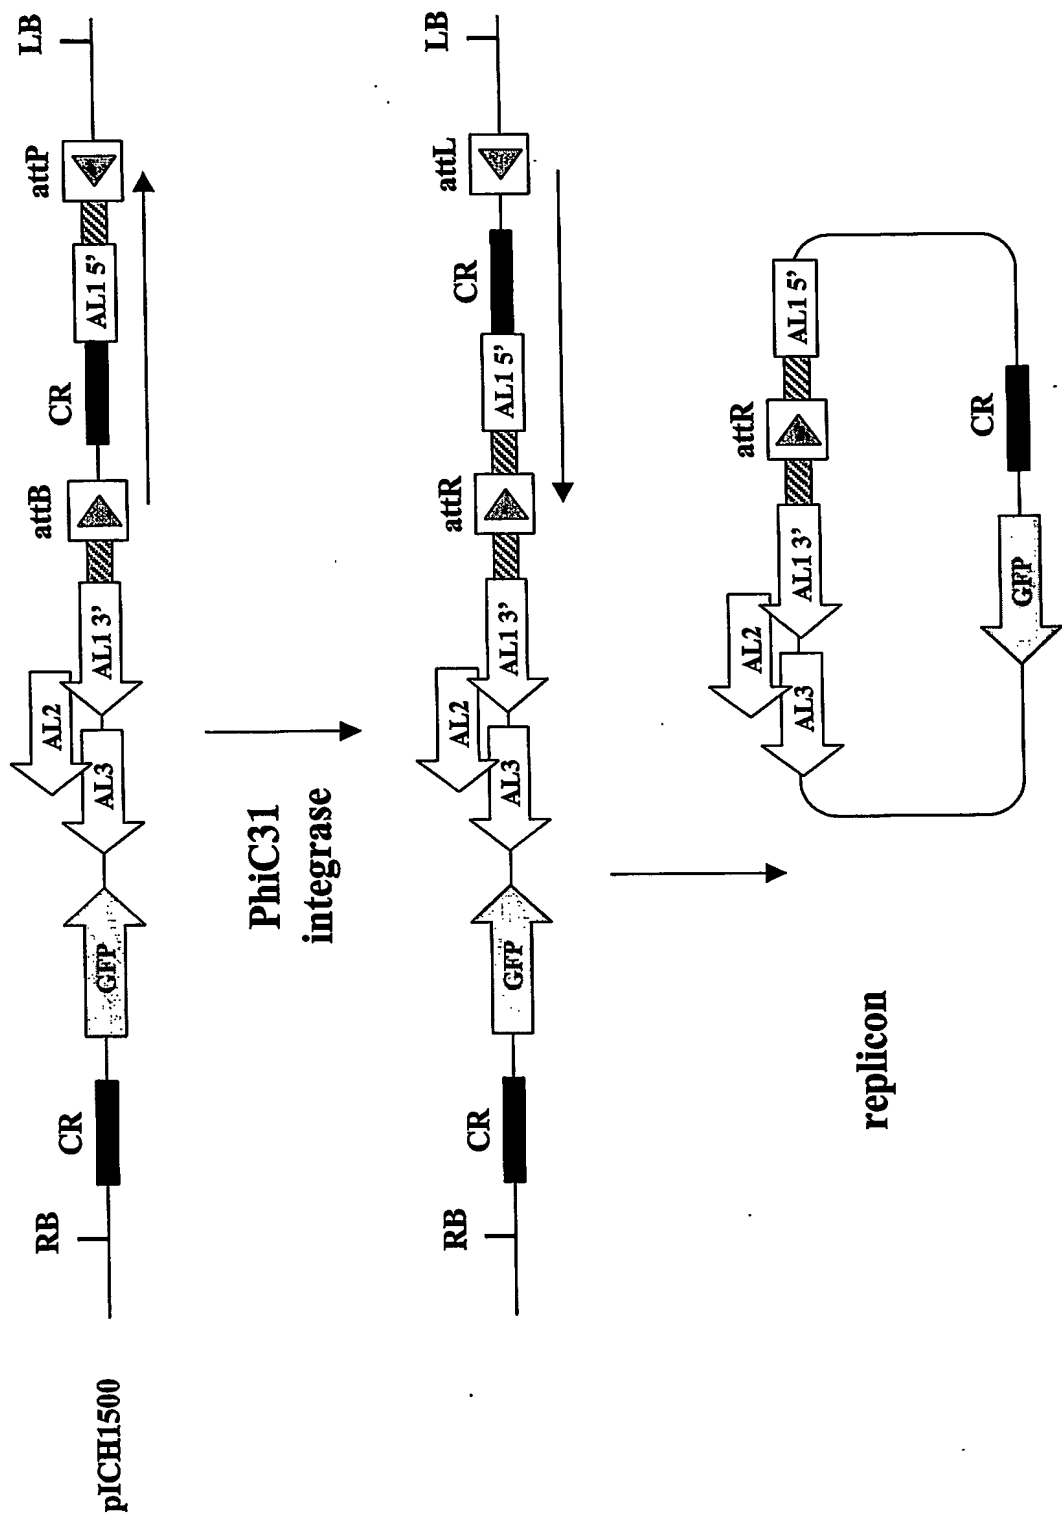 pICH1500
RB
CR
GFP
AL3
AL2
AL1 3'
attB
CR
AL1 5'
attP
LB
PhiC31
integrase
RB
CR
GFP
AL3
AL2
AL1 3'
attR
AL1 5'
CR
attL
LB
replicon
AL3
AL2
AL1 3'
attR
AL1 5'
GFP
CR